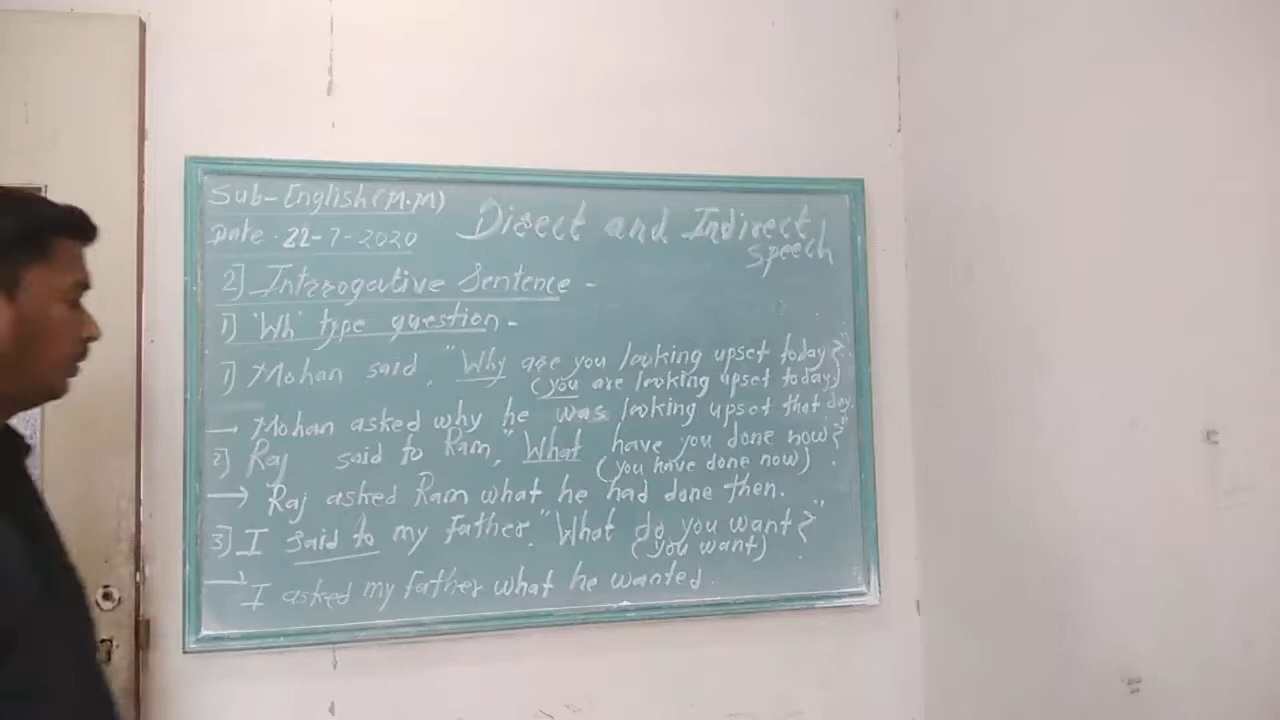 Sub-English (M.M)
Date. 22-7-2020
Direct and Indirect
Speech
2] Interrogative Sentence -
1) 'Wh' type question -
1) Mohan said, "Why are you looking upset today?"
(you are looking upset today)
→ Mohan asked why he was looking upset that day.
2) Raj said to Ram, "What have you done now?"
(you have done now)
→ Raj asked Ram what he had done then.
3) I said to my father, "What do you want?"
(you want)
→ I asked my father what he wanted.